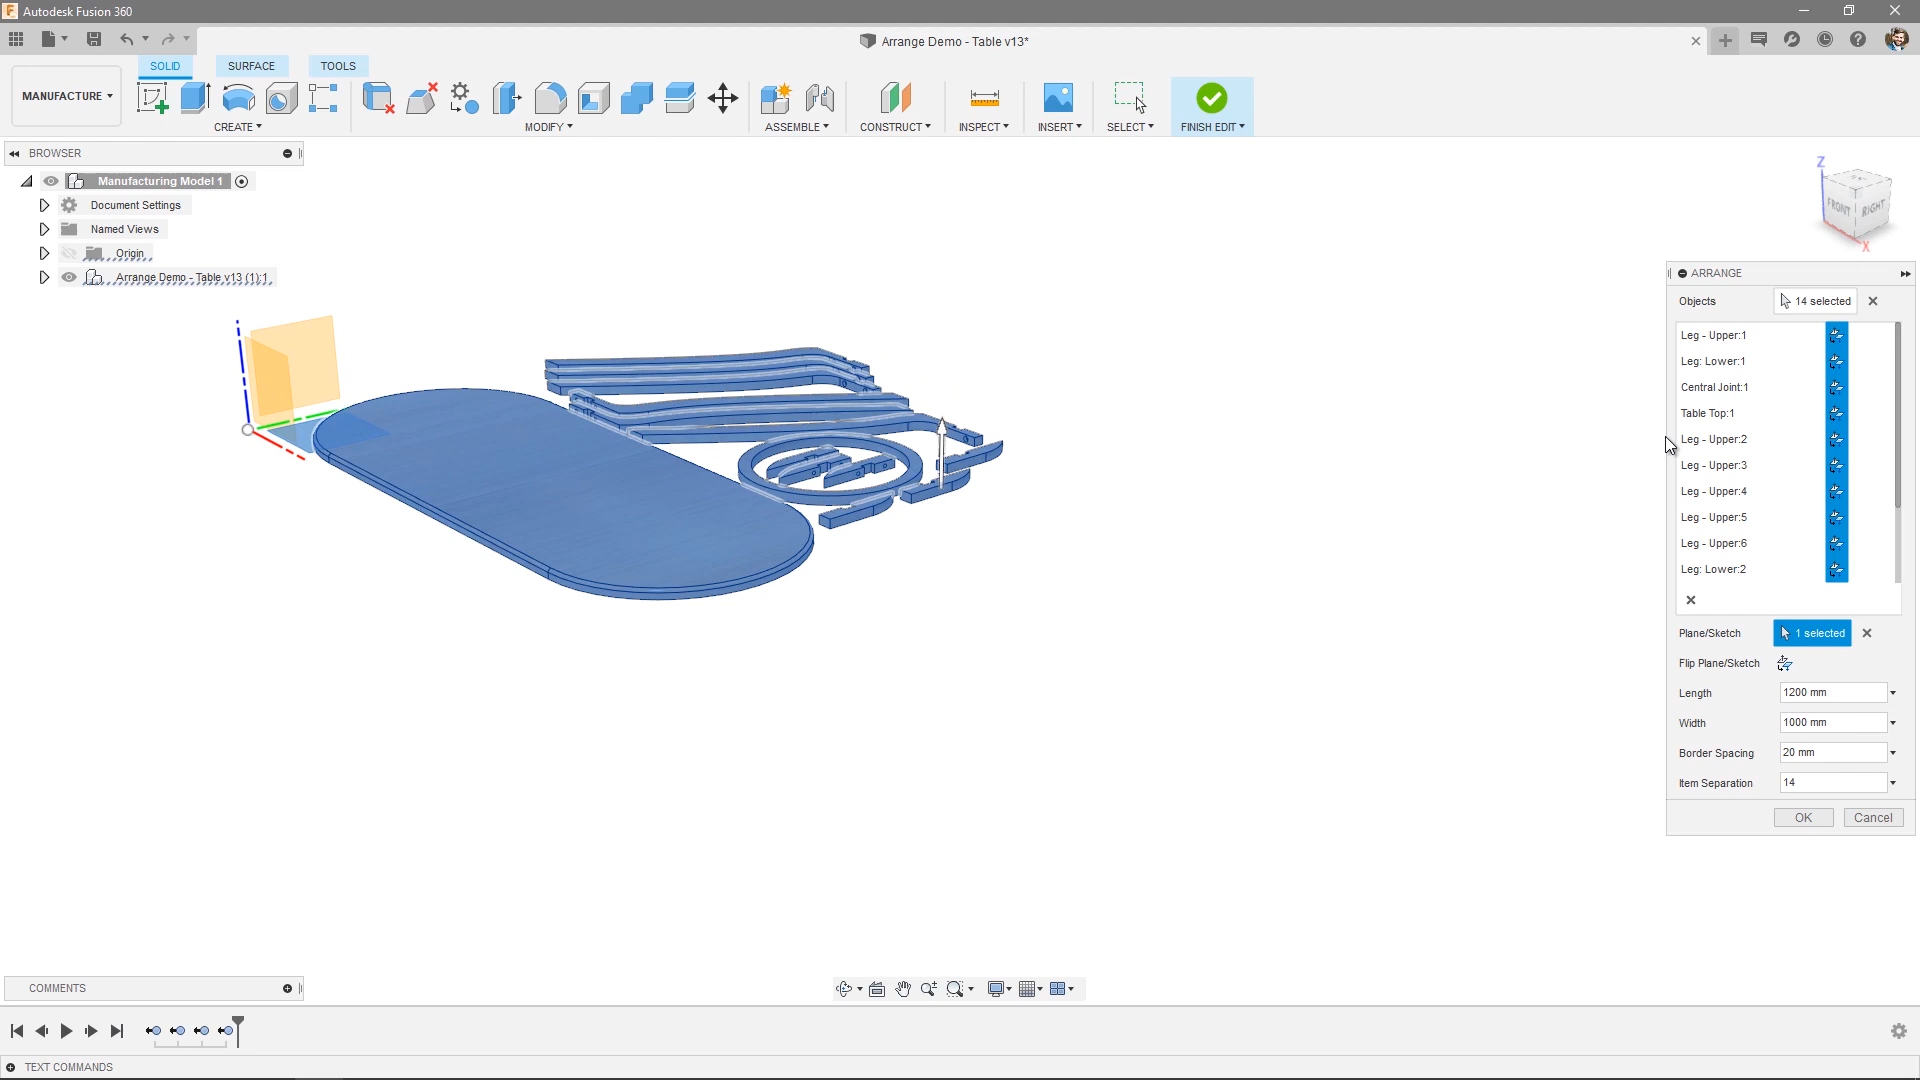 Autodesk Fusion 360
Arrange Demo - Table v13*
MANUFACTURE
SOLID SURFACE TOOLS
CREATE MODIFY ASSEMBLE CONSTRUCT INSPECT INSERT SELECT FINISH EDIT
BROWSER
Manufacturing Model 1
Document Settings
Named Views
Origin
Arrange Demo - Table v13 (1):1
Z
FRONT RIGHT
X
ARRANGE
Objects 14 selected
Leg - Upper:1
Leg: Lower:1
Central Joint:1
Table Top:1
Leg - Upper:2
Leg - Upper:3
Leg - Upper:4
Leg - Upper:5
Leg - Upper:6
Leg: Lower:2
Plane/Sketch 1 selected
Flip Plane/Sketch
Length 1200 mm
Width 1000 mm
Border Spacing 20 mm
Item Separation 14
OK Cancel
COMMENTS
TEXT COMMANDS